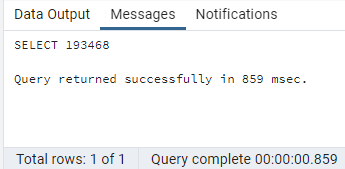 Data Output Messages Notifications
SELECT 193468
Query returned successfully in 859 msec.
Total rows: 1 of 1 Query complete 00:00:00.859